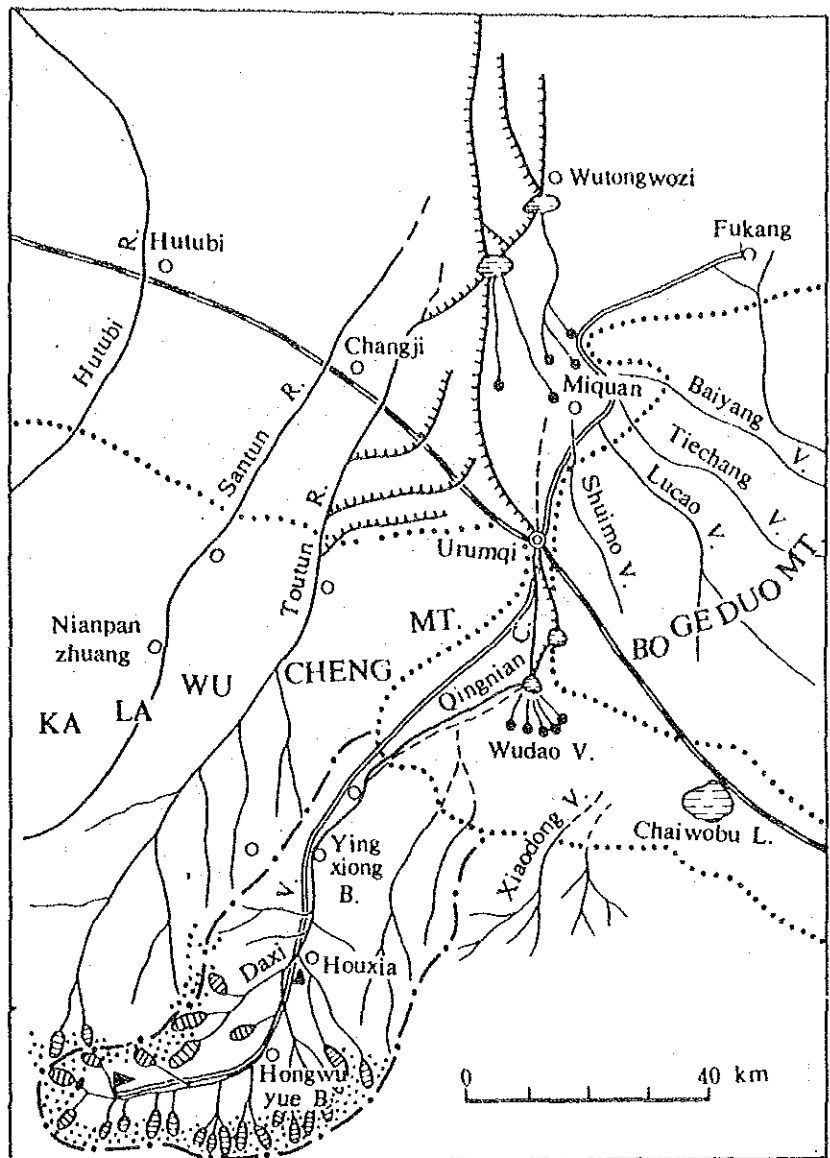 Wutongwozi
Fukang
R.
Hutubi
Hutubi
Changji
R.
Santun
Miquan
Baiyang
V.
Tiechang
V.
Lucao
V.
Shuimo V.
R.
Toutun
Urumqi
BO GE DUO MT.
Nianpan
zhuang
MT.
KA LA WU CHENG
Qingnian
C.
Wudao V.
Chaiwobu L.
Xiaodong V.
Ying
xiong
B.
V.
Daxi
Houxia
Hongwu
yue B.
0 40 km